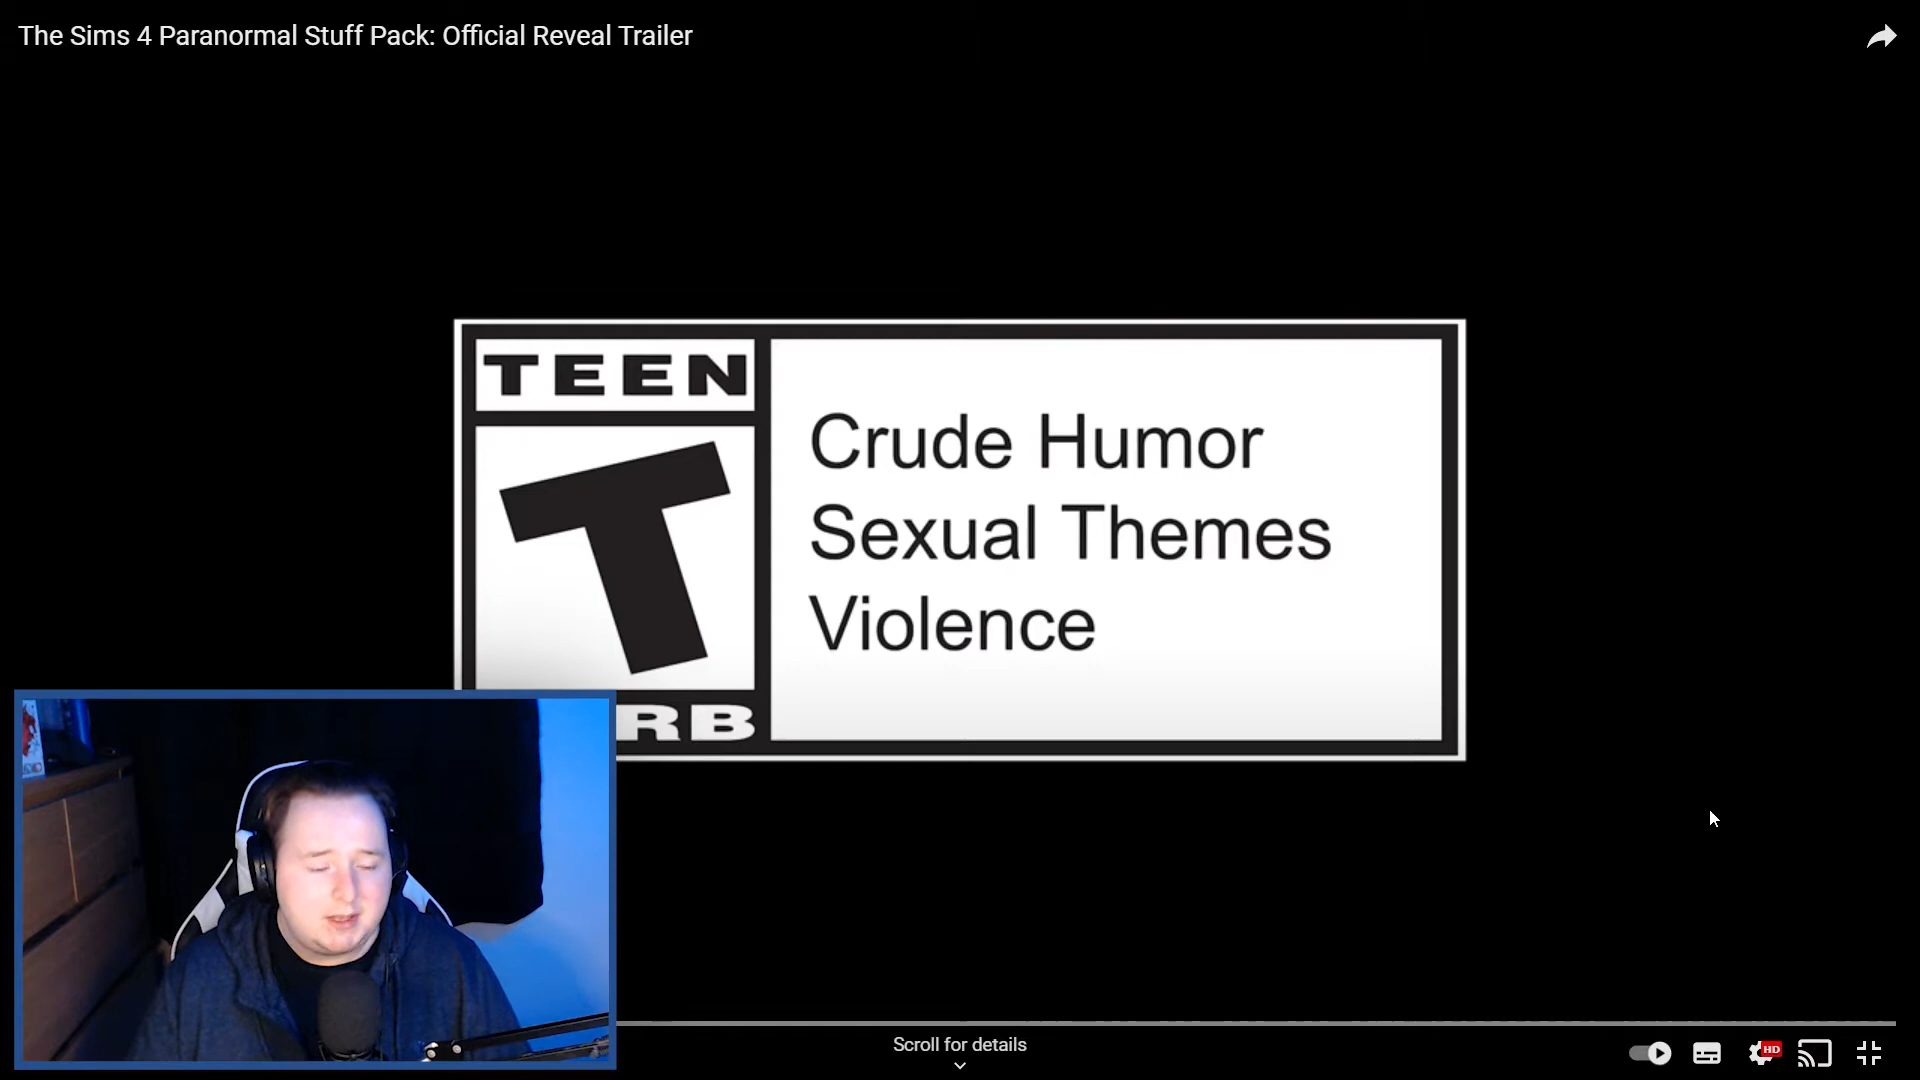 The Sims 4 Paranormal Stuff Pack: Official Reveal Trailer
TEEN
T
RB
Crude Humor
Sexual Themes
Violence
Scroll for details
HD